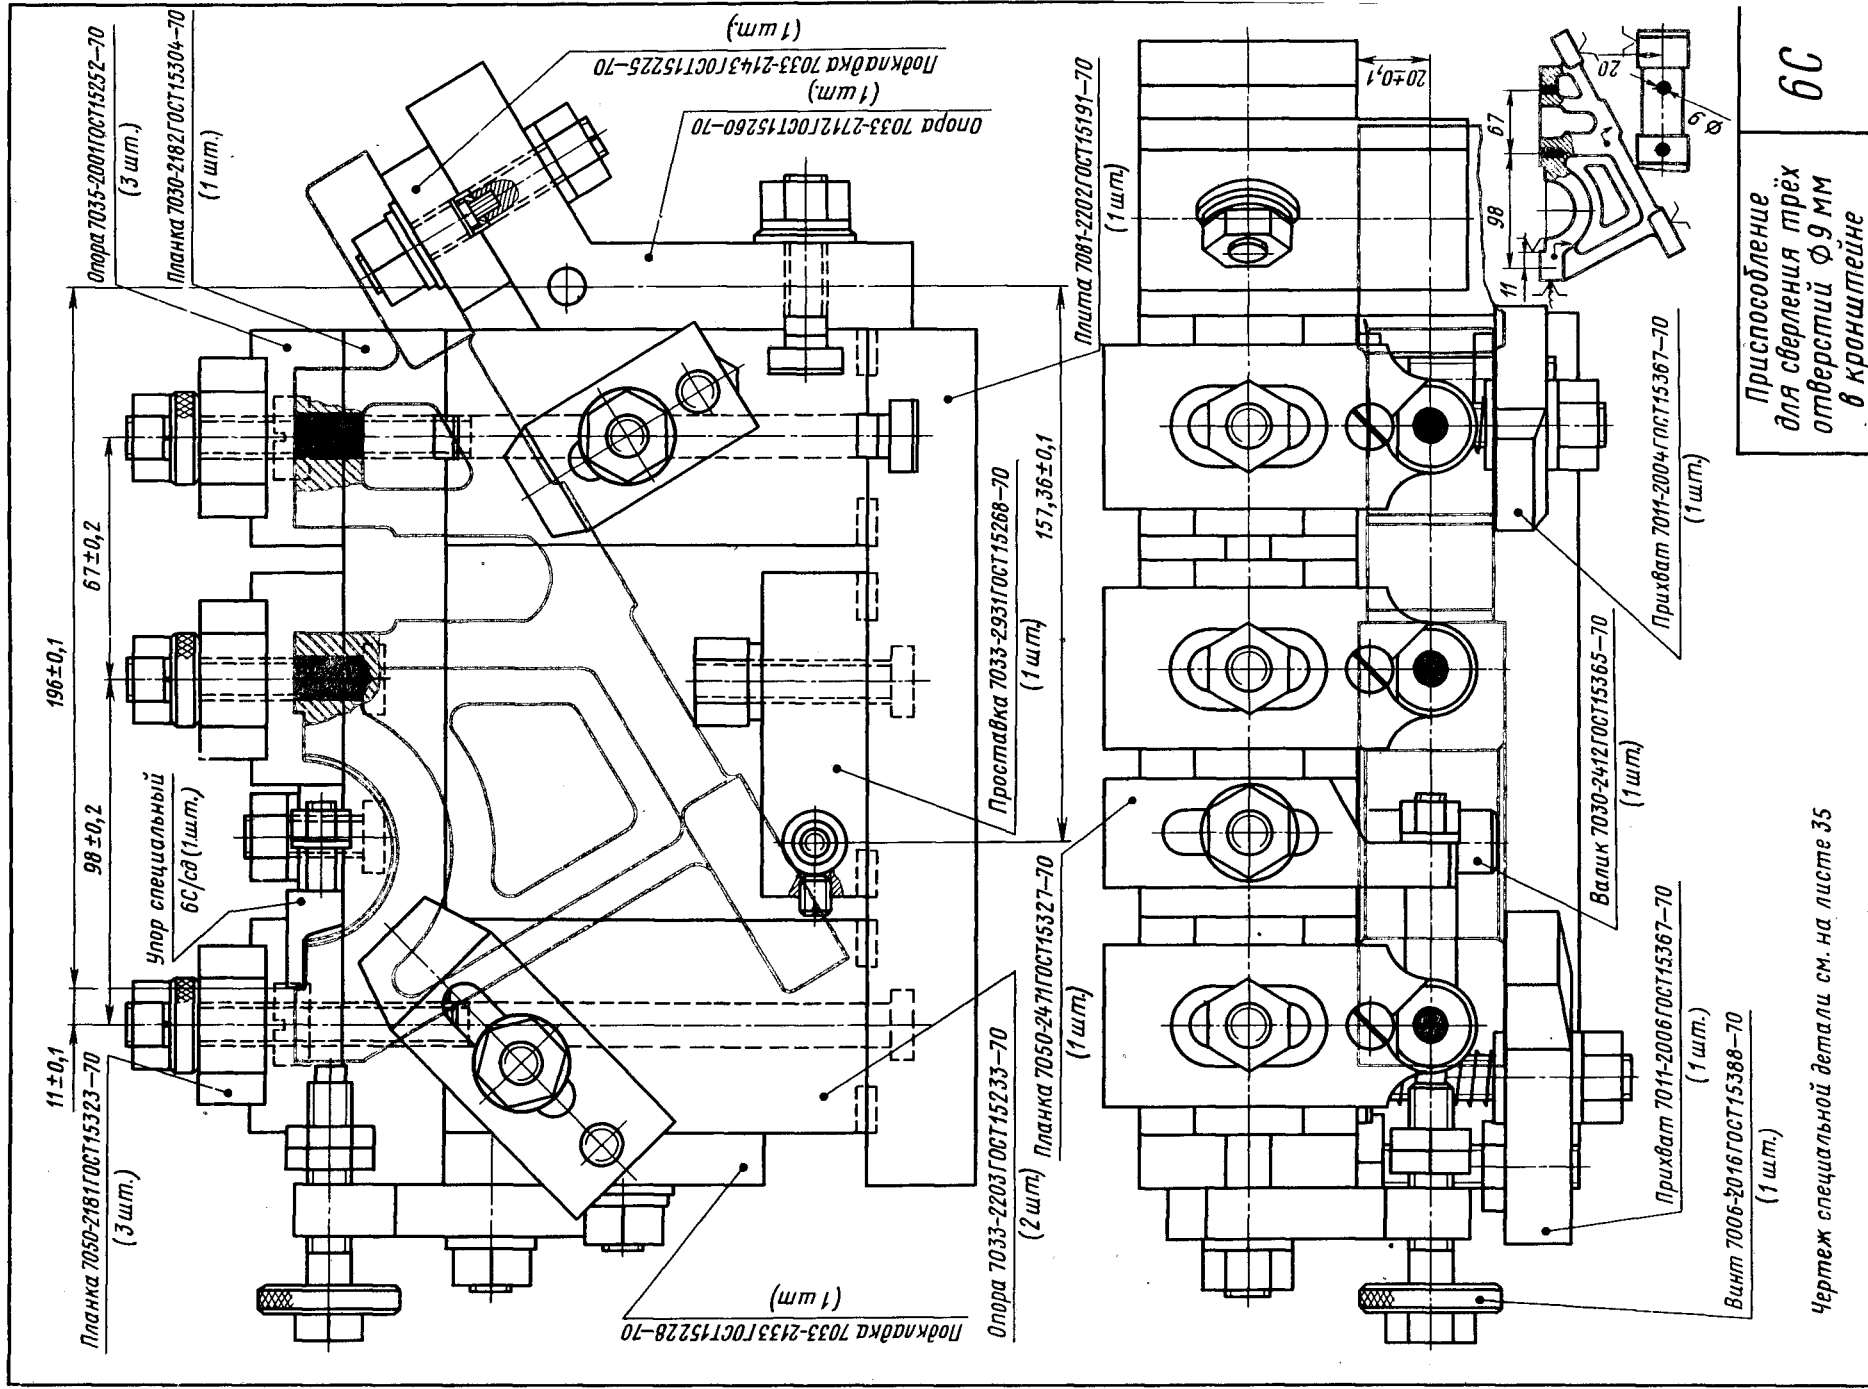 Опора 7035-2001 ГОСТ 15252–70
(3 шт.)
Планка 7030-2182 ГОСТ 15304–70
(1 шт.)
Подкладка 7033-2143 ГОСТ 15225–70
(1 шт.)
Опора 7033-2712 ГОСТ 15260–70
(1 шт.)
Плита 7081-2202 ГОСТ 15191–70
(1 шт.)
196±0,1
67±0,2
98±0,2
11±0,1
157,36±0,1
Упор специальный
6С/сд (1шт.)
Планка 7050-2181 ГОСТ 15323–70
(3 шт.)
Проставка 7033-2931 ГОСТ 15268–70
(1 шт.)
Подкладка 7033-2133 ГОСТ 15228–70
(1 шт.)
Опора 7033-2203 ГОСТ 15233–70
(2 шт.)
Планка 7050-2471 ГОСТ 15327–70
(1 шт.)
20±0,1
Прихват 7011-2004 ГОСТ 15367–70
(1 шт.)
Валик 7030-2412 ГОСТ 15365–70
(1 шт.)
Прихват 7011-2006 ГОСТ 15367–70
(1 шт.)
Винт 7006-2016 ГОСТ 15388–70
(1 шт.)
11
98
67
20
Ф9
Чертеж специальной детали см. на листе 35
Приспособление
для сверления трёх
отверстий ф9 мм
в кронштейне
6С